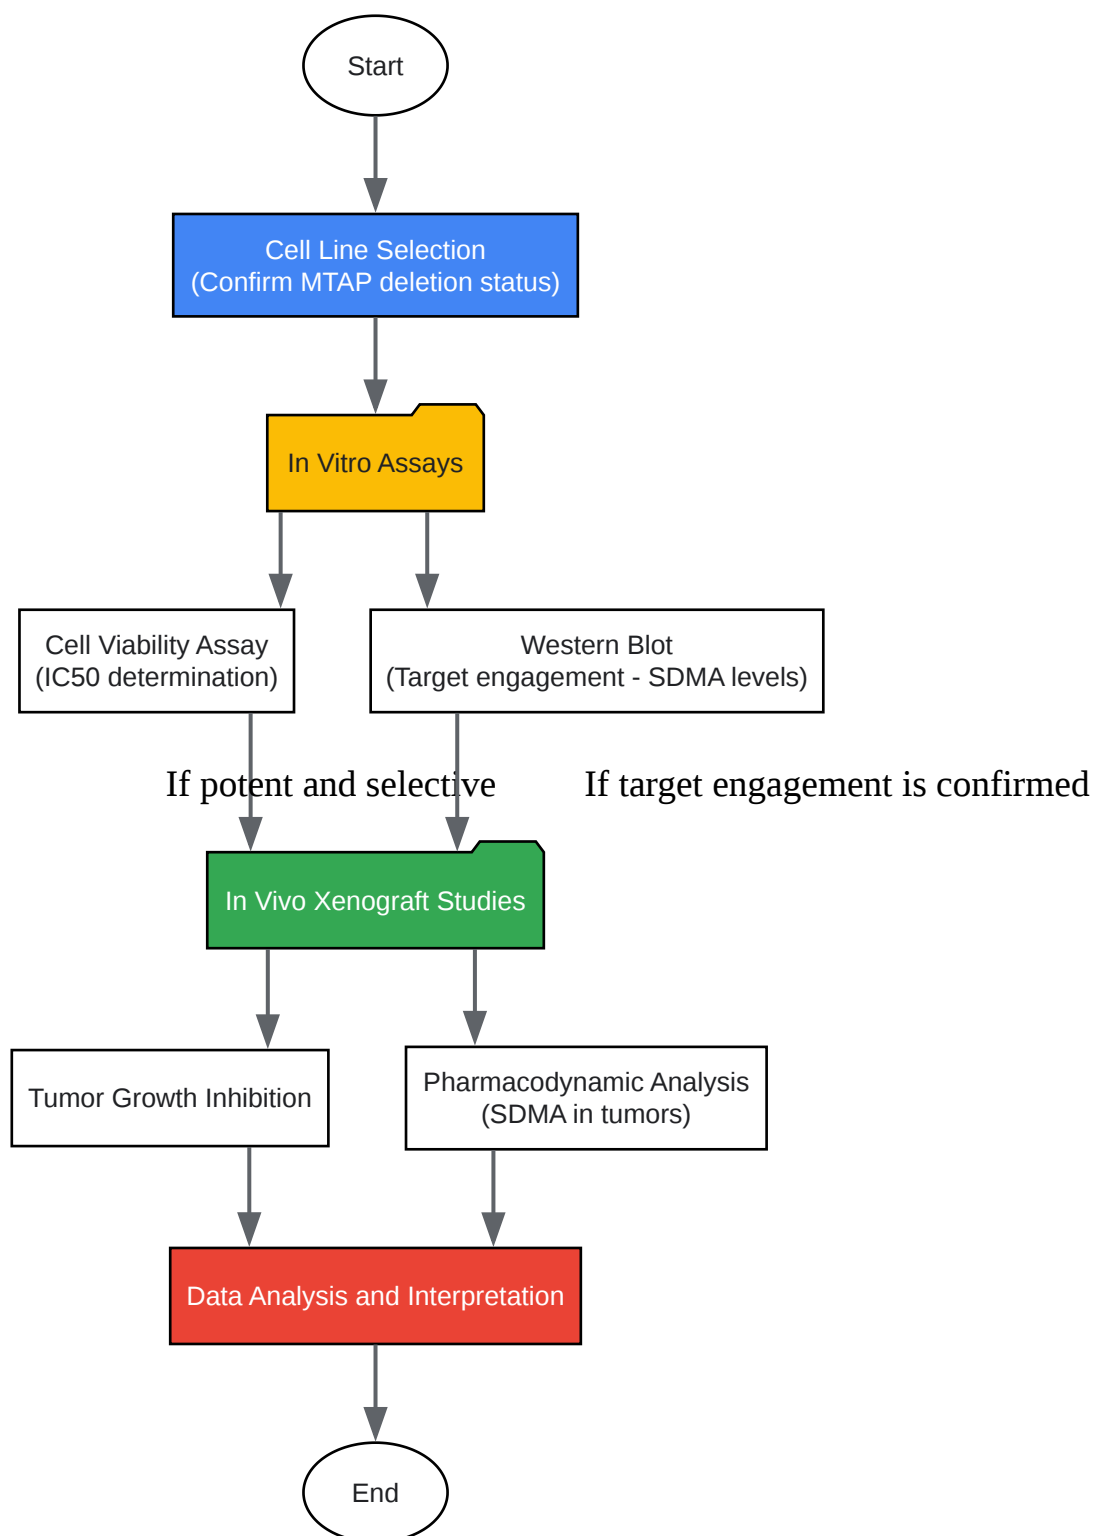 Start
Cell Line Selection
(Confirm MTAP deletion status)
In Vitro Assays
Cell Viability Assay
(IC50 determination)
Western Blot
(Target engagement - SDMA levels)
If potent and selective
If target engagement is confirmed
In Vivo Xenograft Studies
Tumor Growth Inhibition
Pharmacodynamic Analysis
(SDMA in tumors)
Data Analysis and Interpretation
End